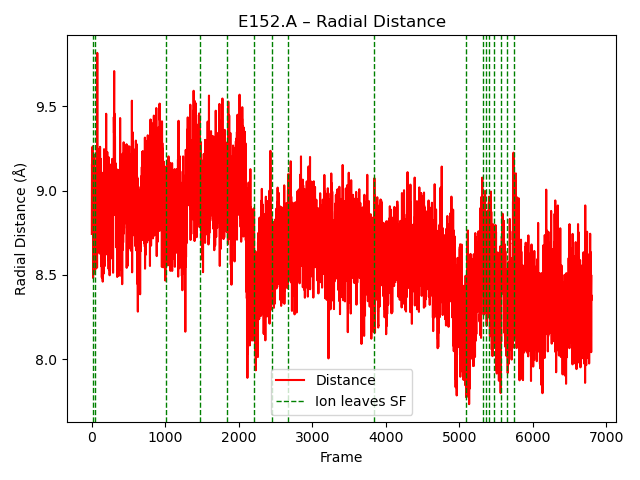 E152.A – Radial Distance
9.5
9.0
8.5
8.0
Radial Distance (Å)
Distance
Ion leaves SF
0 1000 2000 3000 4000 5000 6000 7000
Frame